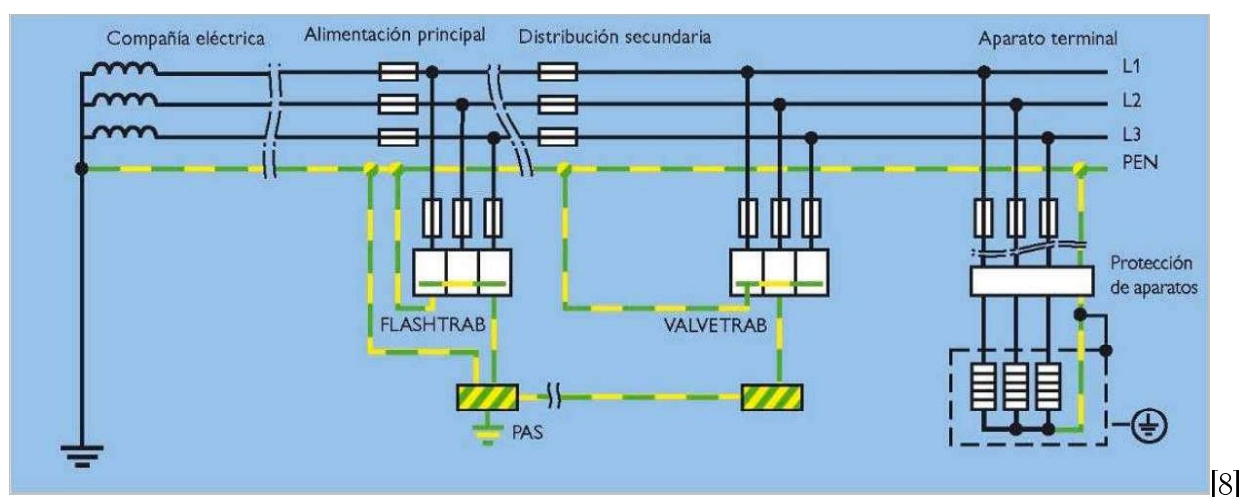 Compañía eléctrica
Alimentación principal
Distribución secundaria
Aparato terminal
L1
L2
L3
PEN
Protección
de aparatos
FLASHTRAB
VALVETRAB
PAS
[8]